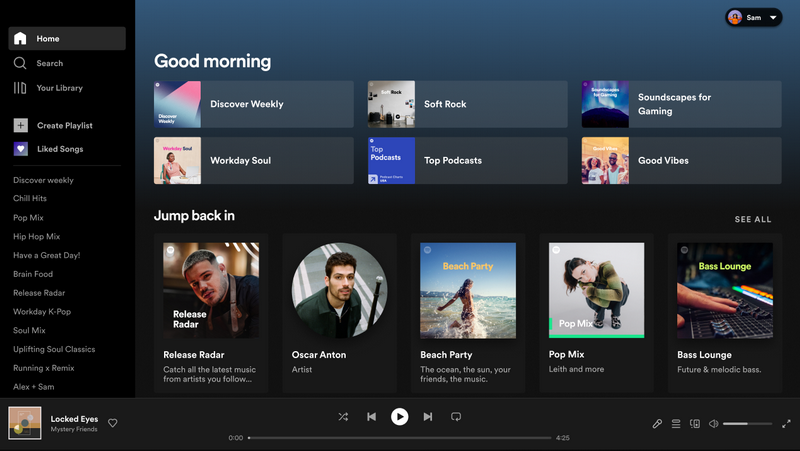 Home
Search
Your Library
Create Playlist
Liked Songs
Discover weekly
Chill Hits
Pop Mix
Hip Hop Mix
Have a Great Day!
Brain Food
Release Radar
Workday K-Pop
Soul Mix
Uplifting Soul Classics
Running x Remix
Alex + Sam
Sam
Good morning
Discover
Weekly
Discover Weekly
Soft Rock
Soft Rock
Soundscapes
for Gaming
Soundscapes for
Gaming
Workday Soul
Workday Soul
Top
Podcasts
Podcast Charts
USA
Top Podcasts
Good Vibes
Good Vibes
Jump back in
SEE ALL
Release
Radar
Release Radar
Catch all the latest music
from artists you follow...
Oscar Anton
Artist
Beach Party
Beach Party
The ocean, the sun, your
friends, the music.
Pop Mix
Pop Mix
Leith and more
Bass Lounge
Bass Lounge
Future & melodic bass.
Locked Eyes
Mystery Friends
0:00
4:25